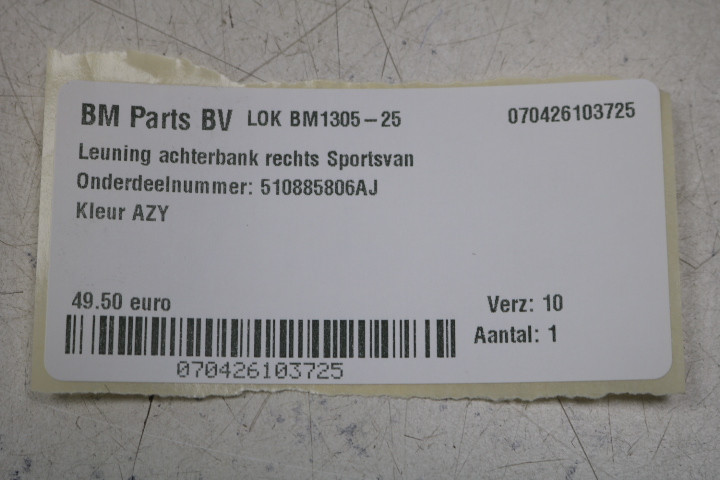 BM Parts BV LOK BM1305-25 070426103725
Leuning achterbank rechts Sportsvan
Onderdeelnummer: 510885806AJ
Kleur AZY
49.50 euro Verz: 10
Aantal: 1
070426103725